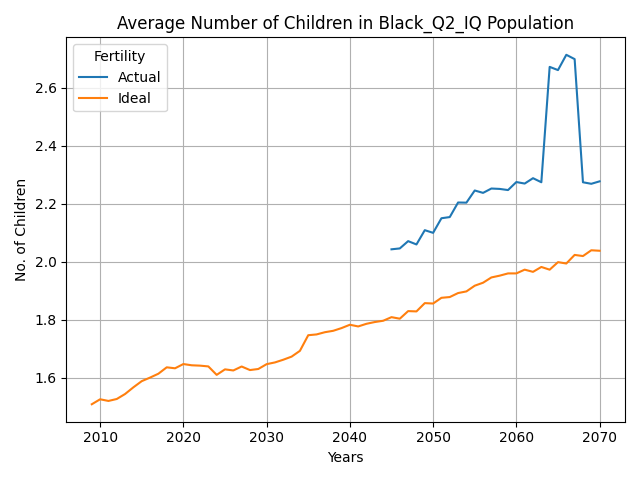 Average Number of Children in Black_Q2_IQ Population
Fertility
Actual
Ideal
No. of Children
2.6
2.4
2.2
2.0
1.8
1.6
2010 2020 2030 2040 2050 2060 2070
Years